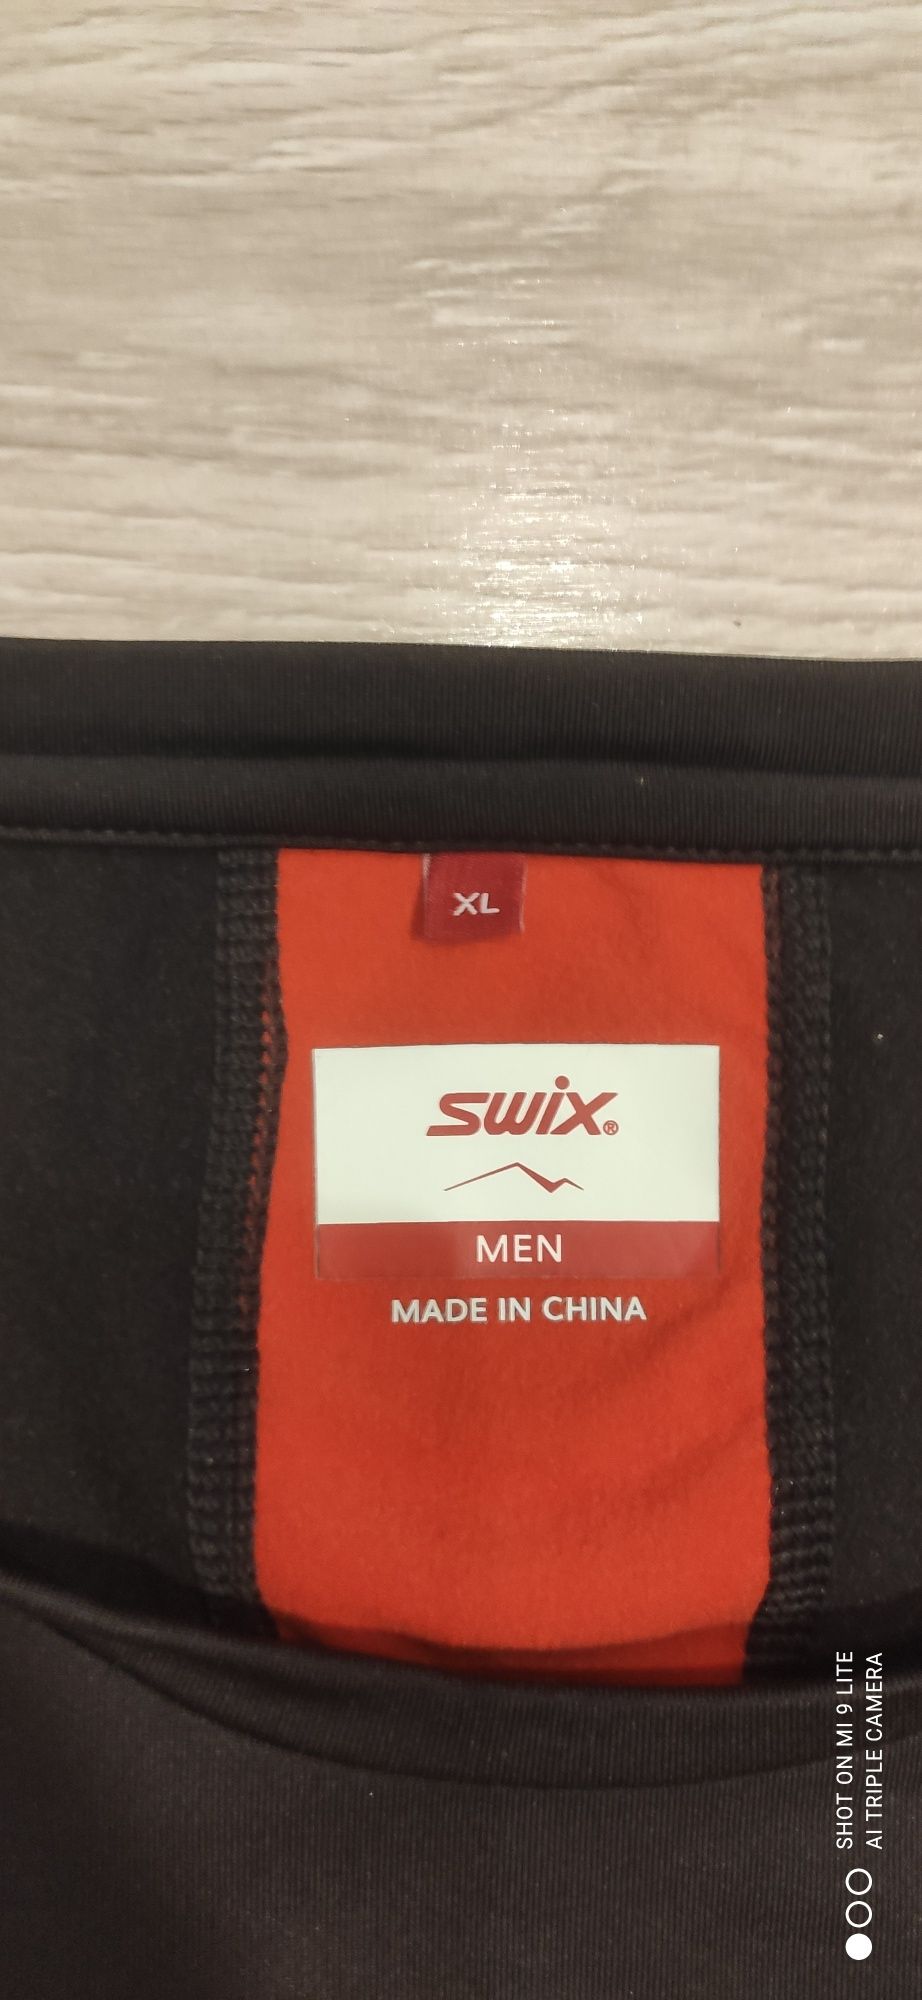 XL
swix®
MEN
MADE IN CHINA
SHOT ON MI 9 LITE
AI TRIPLE CAMERA